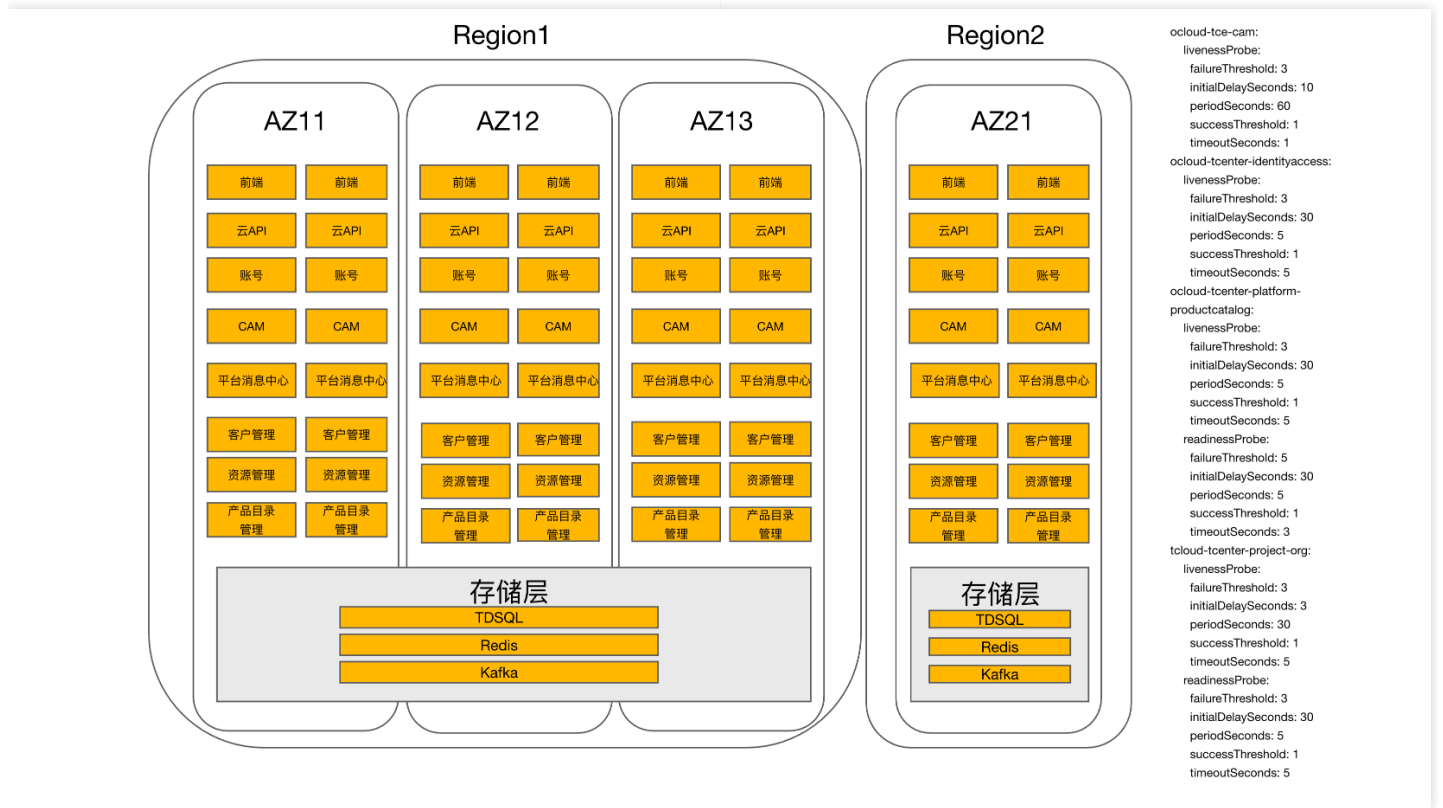 Region1
Region2
AZ11
AZ12
AZ13
AZ21
前端 前端 前端 前端 前端 前端 前端 前端
云API 云API 云API 云API 云API 云API 云API 云API
账号 账号 账号 账号 账号 账号 账号 账号
CAM CAM CAM CAM CAM CAM CAM CAM
平台消息中心 平台消息中心 平台消息中心 平台消息中心 平台消息中心 平台消息中心 平台消息中心 平台消息中心
客户管理 客户管理 客户管理 客户管理 客户管理 客户管理 客户管理 客户管理
资源管理 资源管理 资源管理 资源管理 资源管理 资源管理 资源管理 资源管理
产品目录 产品目录 产品目录 产品目录 产品目录 产品目录 产品目录 产品目录
管理 管理 管理 管理 管理 管理 管理 管理
存储层
TDSQL
Redis
Kafka
存储层
TDSQL
Redis
Kafka
ocloud-tce-cam:
livenessProbe:
failureThreshold: 3
initialDelaySeconds: 10
periodSeconds: 60
successThreshold: 1
timeoutSeconds: 1
ocloud-tcenter-identityaccess:
livenessProbe:
failureThreshold: 3
initialDelaySeconds: 30
periodSeconds: 5
successThreshold: 1
timeoutSeconds: 5
ocloud-tcenter-platform-
productcatalog:
livenessProbe:
failureThreshold: 3
initialDelaySeconds: 30
periodSeconds: 5
successThreshold: 1
timeoutSeconds: 5
readinessProbe:
failureThreshold: 5
initialDelaySeconds: 30
periodSeconds: 5
successThreshold: 1
timeoutSeconds: 3
tcloud-tcenter-project-org:
livenessProbe:
failureThreshold: 3
initialDelaySeconds: 3
periodSeconds: 30
successThreshold: 1
timeoutSeconds: 5
readinessProbe:
failureThreshold: 3
initialDelaySeconds: 30
periodSeconds: 5
successThreshold: 1
timeoutSeconds: 5